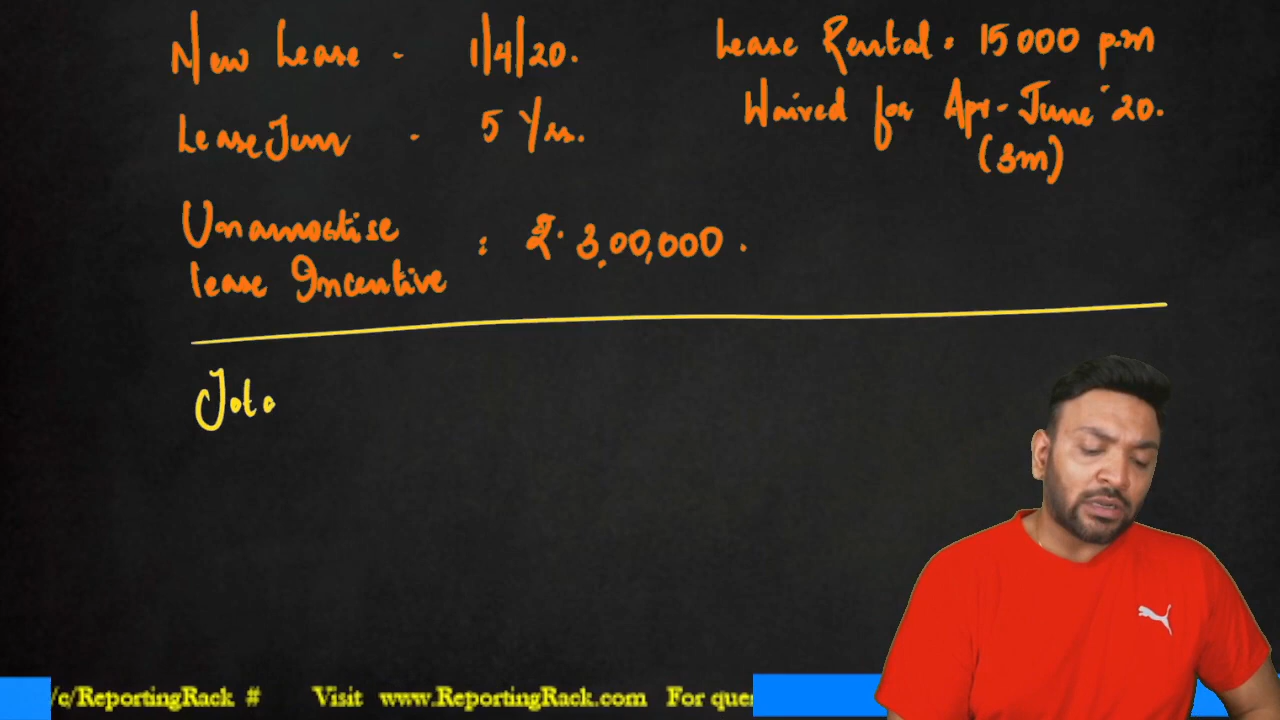 New Lease - 1/4/20.
Lease Term - 5 Yrs.
Unamortise lease Incentive : ₹. 3,00,000.
Lease Rental : 15000 p.m
Waived for Apr - June '20.
(3m)
Tota
/c/ReportingRack # Visit www.ReportingRack.com For que